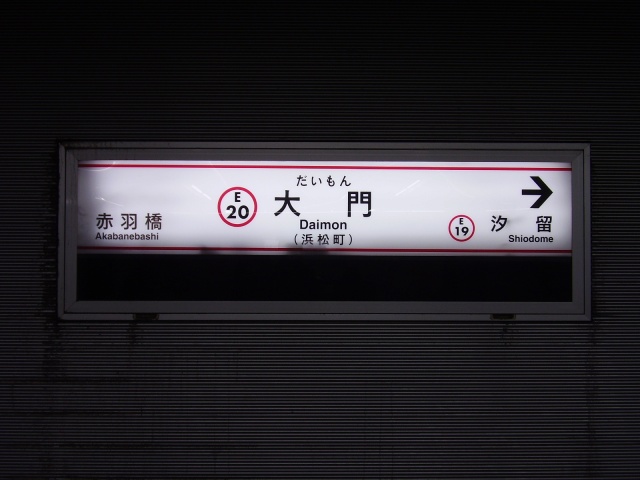 赤羽橋
Akabanebashi
E
20
だいもん
大門
Daimon
(浜松町)
E
19
汐留
Shiodome